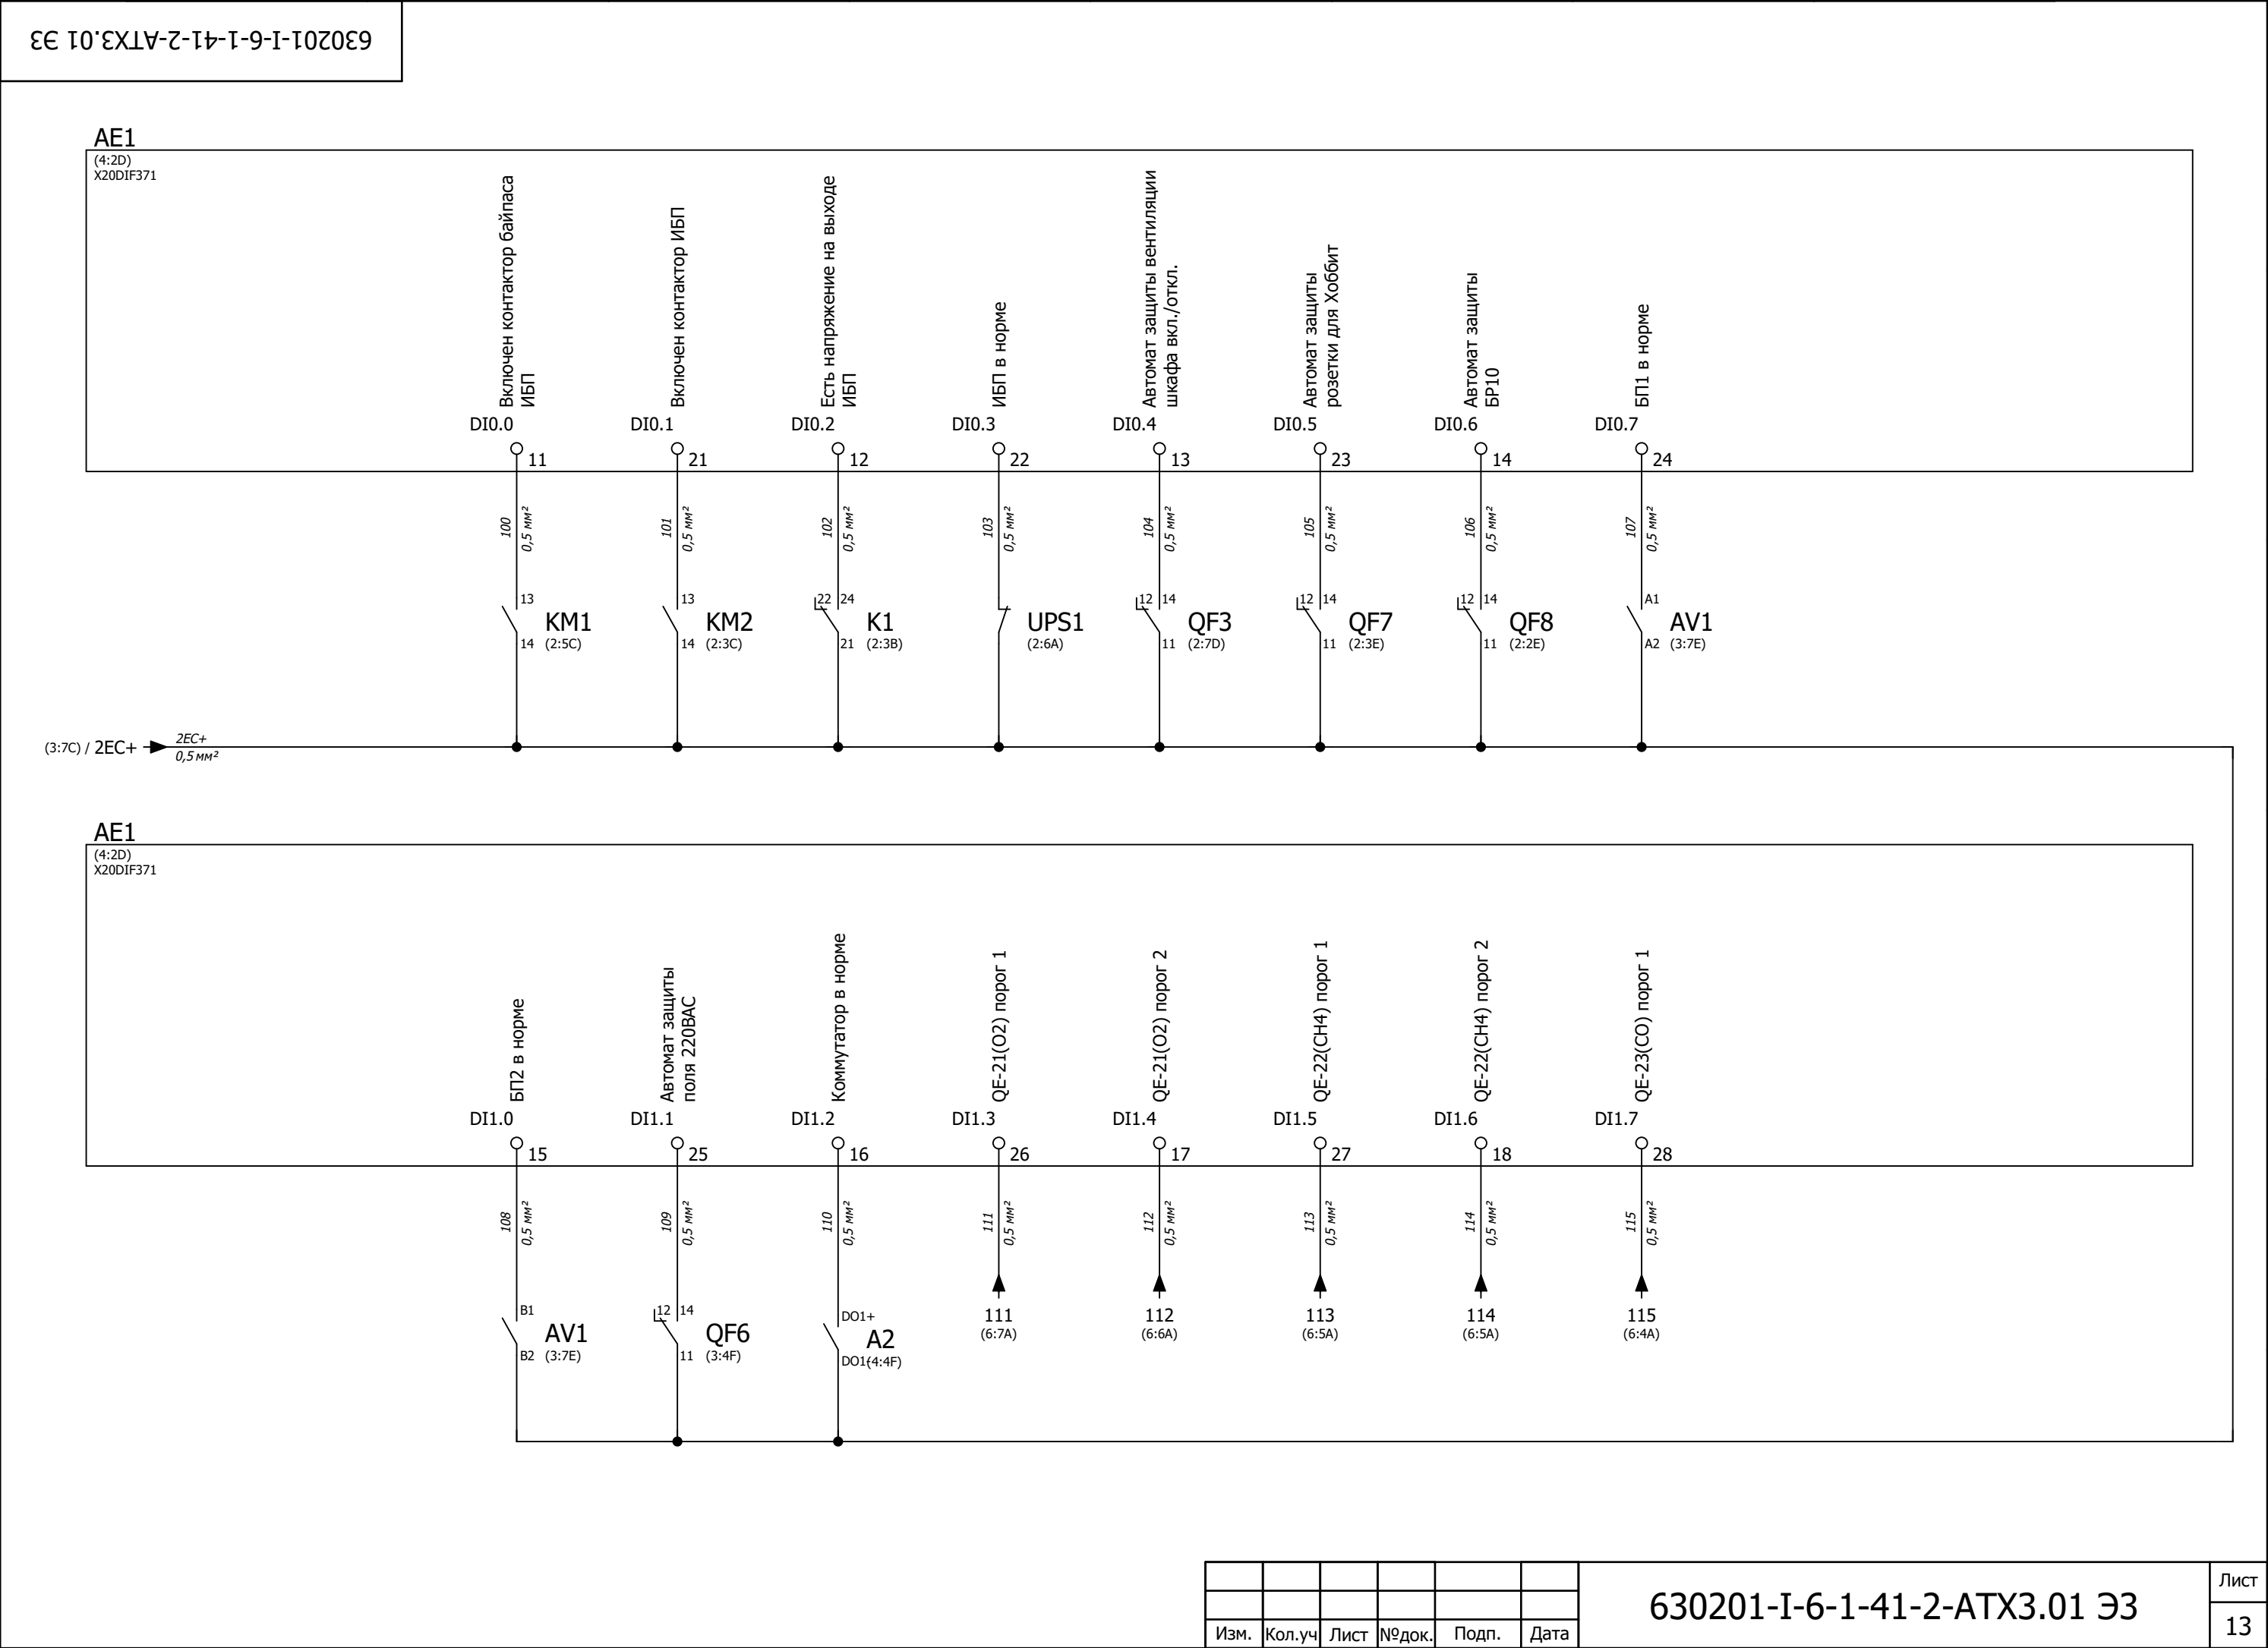 630201-I-6-1-41-2-АТХ3.01 Э3
AE1
(4:2D)
X20DIF371
Включен контактор байпаса
ИБП
Включен контактор ИБП
Есть напряжение на выходе
ИБП
ИБП в норме
Автомат защиты вентиляции
шкафа вкл./откл.
Автомат защиты
розетки для Хоббит
Автомат защиты
БР10
БП1 в норме
DI0.0 DI0.1 DI0.2 DI0.3 DI0.4 DI0.5 DI0.6 DI0.7
11 21 12 22 13 23 14 24
100 0,5 мм² 101 0,5 мм² 102 0,5 мм² 103 0,5 мм² 104 0,5 мм² 105 0,5 мм² 106 0,5 мм² 107 0,5 мм²
13 13 22 24 12 14 12 14 12 14 A1
KM1 KM2 K1 UPS1 QF3 QF7 QF8 AV1
14 (2:5C) 14 (2:3C) 21 (2:3B) (2:6A) 11 (2:7D) 11 (2:3E) 11 (2:2E) A2 (3:7E)
(3:7C) / 2EC+ 2EC+
0,5 мм²
AE1
(4:2D)
X20DIF371
БП2 в норме
Автомат защиты
поля 220ВАС
Коммутатор в норме
QE-21(O2) порог 1
QE-21(O2) порог 2
QE-22(CH4) порог 1
QE-22(CH4) порог 2
QE-23(CO) порог 1
DI1.0 DI1.1 DI1.2 DI1.3 DI1.4 DI1.5 DI1.6 DI1.7
15 25 16 26 17 27 18 28
108 0,5 мм² 109 0,5 мм² 110 0,5 мм² 111 0,5 мм² 112 0,5 мм² 113 0,5 мм² 114 0,5 мм² 115 0,5 мм²
B1 12 14 DO1+ 111 112 113 114 115
AV1 QF6 A2 (6:7A) (6:6A) (6:5A) (6:5A) (6:4A)
B2 (3:7E) 11 (3:4F) DO1- (4:4F)
630201-I-6-1-41-2-АТХ3.01 Э3
Лист
13
Изм. Кол.уч Лист №док. Подп. Дата